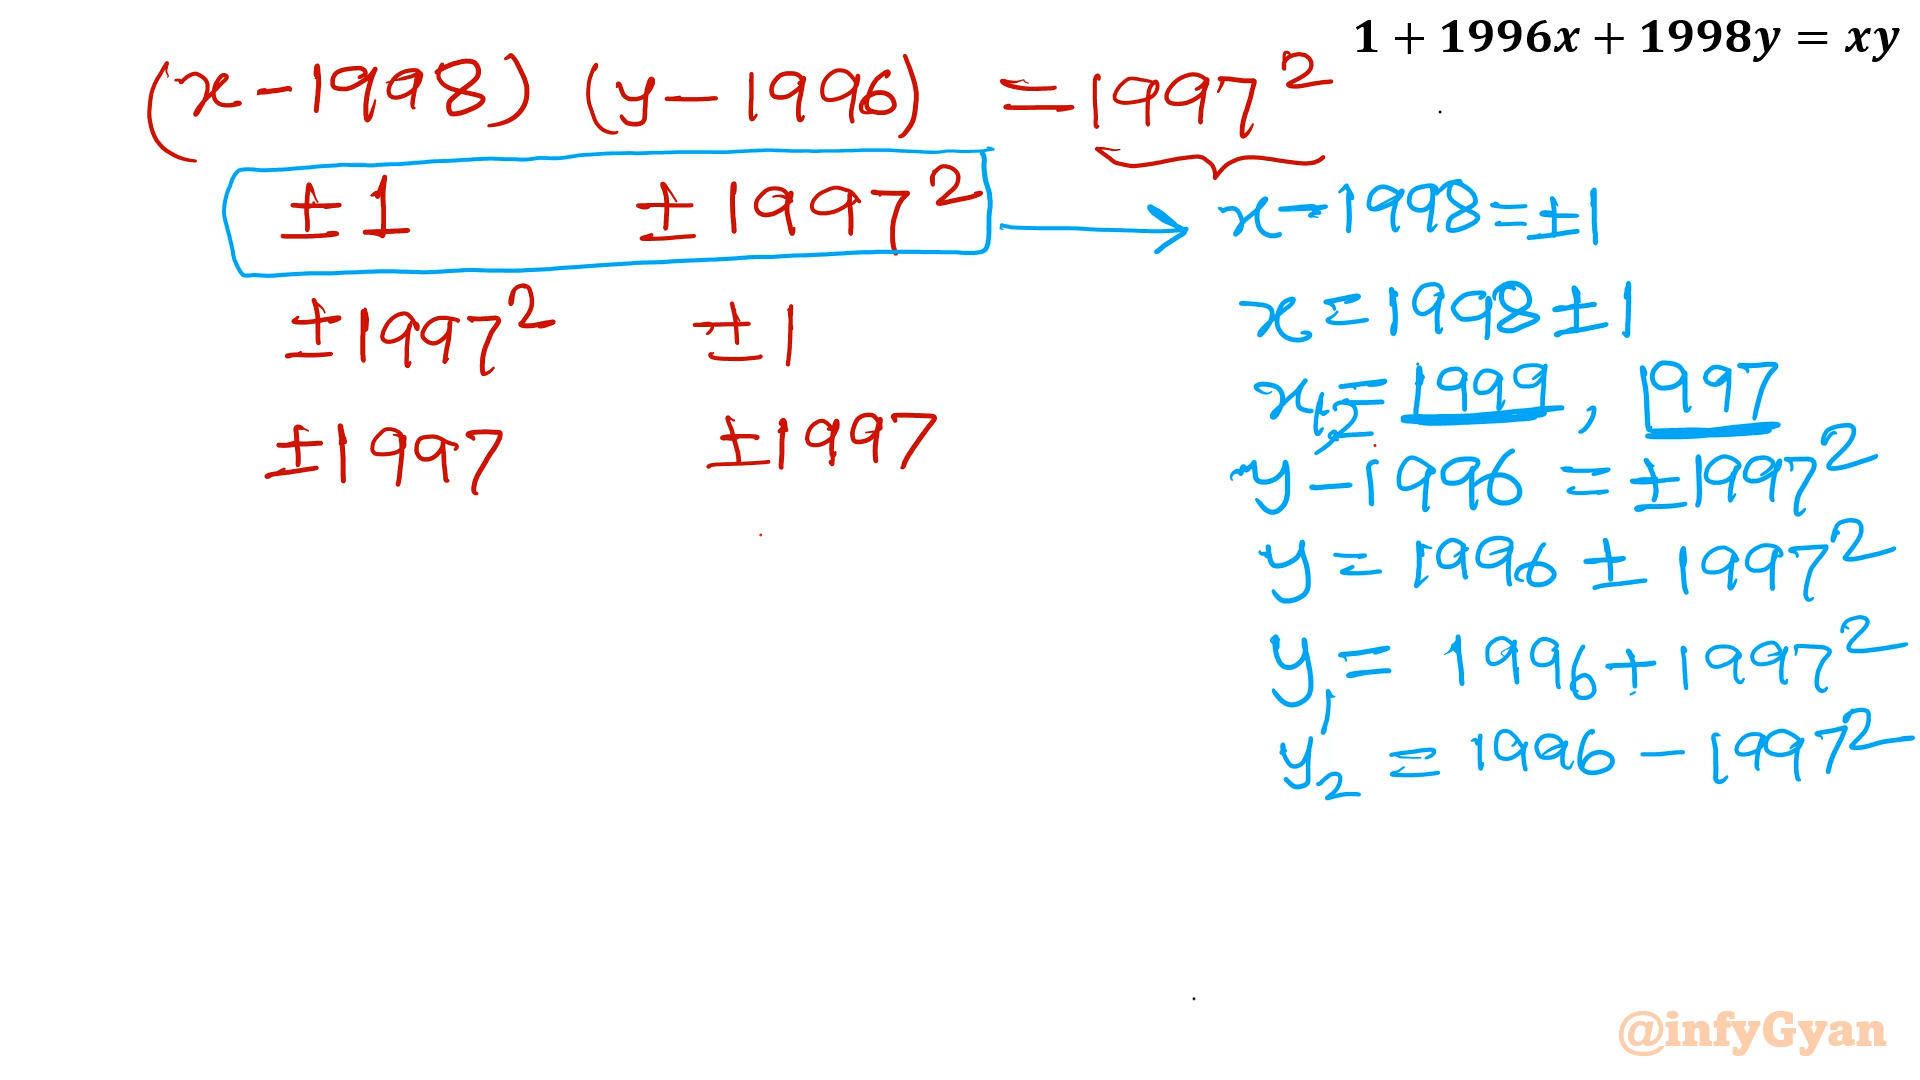 1 + 1996x + 1998y = xy
(x - 1998) (y - 1996) = 1997²
±1 ±1997²
±1997² ±1
±1997 ±1997
x - 1998 = ±1
x = 1998 ± 1
x₁,₂ = 1999, 1997
y - 1996 = ±1997²
y = 1996 ± 1997²
y₁ = 1996 + 1997²
y₂ = 1996 - 1997²
@infyGyan